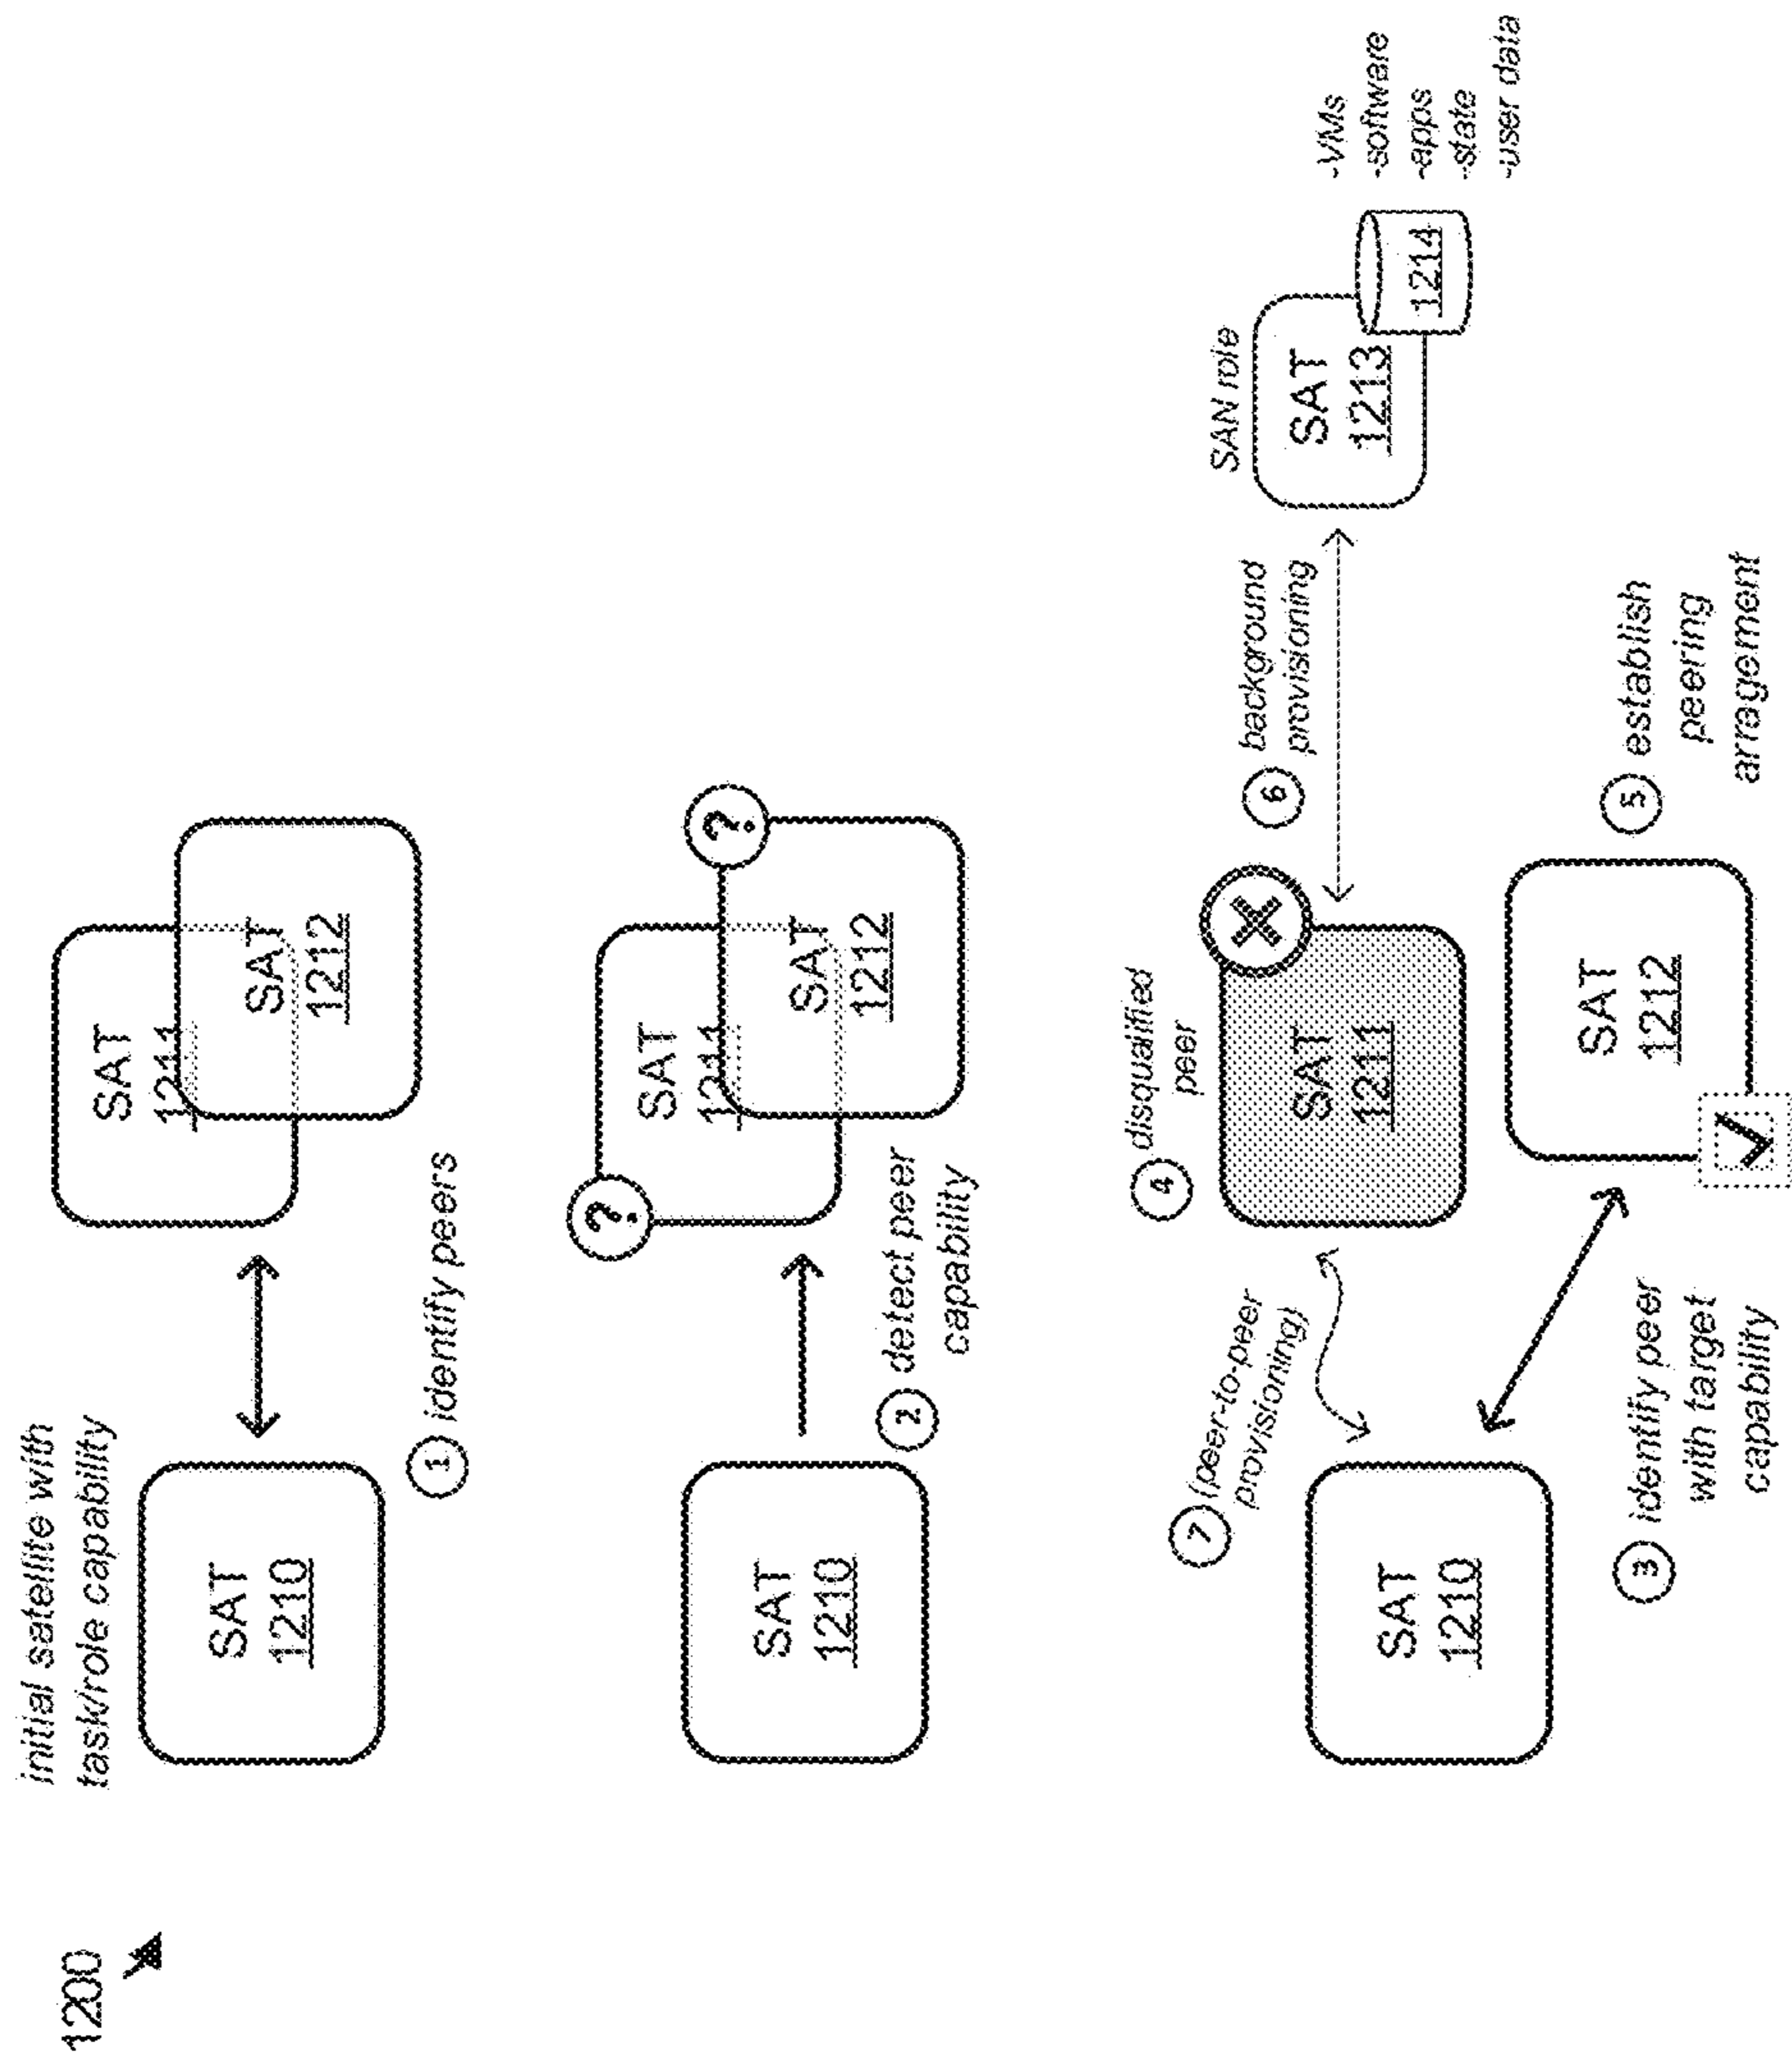 1200
initial satellite with
task/role capability
SAT
1210
SAT
1211
SAT
1212
1 identify peers
SAT
1210
?
SAT
1211
?
SAT
1212
2 detect peer
capability
7 (peer-to-peer
provisioning)
4 disqualified
peer
SAT
1210
SAT
1211
6 background
provisioning
SAN role
SAT
1213
1214
-VMs
-software
-apps
-state
-user data
3 identify peer
with target
capability
SAT
1212
5 establish
peering
arragement